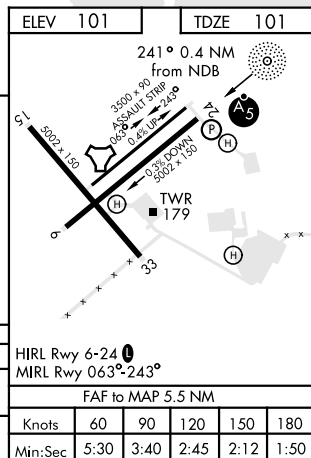 ELEV 101
TDZE 101
241° 0.4 NM
from NDB
3500 x 90
ASSAULT STRIP
063° 243°
0.4% UP
A5
24
P
H
15
5002 x 150
0.3% DOWN
5002 x 150
H
TWR
179
6
33
H
x x
x x x x x
HIRL Rwy 6-24 L
MIRL Rwy 063°-243°
FAF to MAP 5.5 NM
Knots 60 90 120 150 180
Min:Sec 5:30 3:40 2:45 2:12 1:50